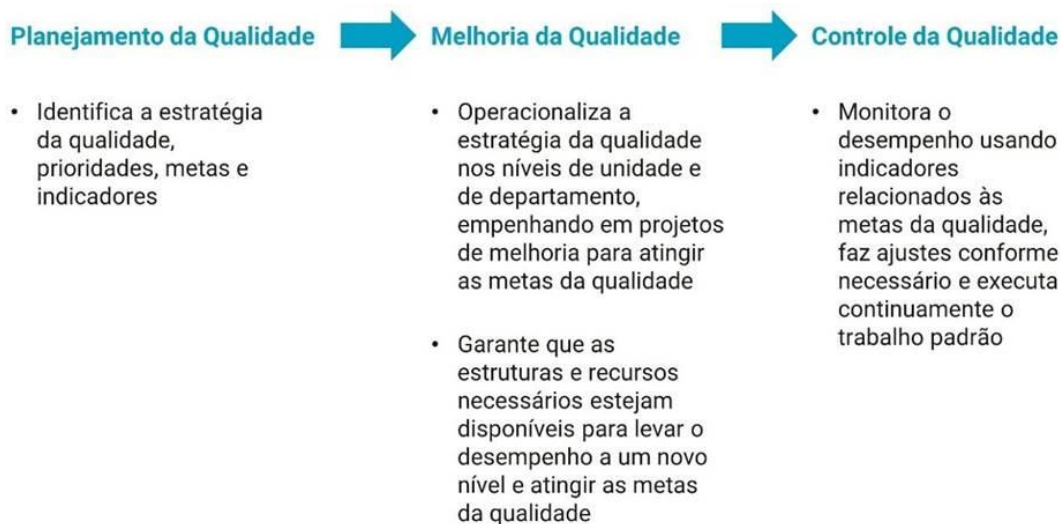 Planejamento da Qualidade
Melhoria da Qualidade
Controle da Qualidade
• Identifica a estratégia
da qualidade,
prioridades, metas e
indicadores
• Operacionaliza a
estratégia da qualidade
nos níveis de unidade e
de departamento,
empenhando em projetos
de melhoria para atingir
as metas da qualidade
• Garante que as
estruturas e recursos
necessários estejam
disponíveis para levar o
desempenho a um novo
nível e atingir as metas
da qualidade
• Monitora o
desempenho usando
indicadores
relacionados às
metas da qualidade,
faz ajustes conforme
necessário e executa
continuamente o
trabalho padrão